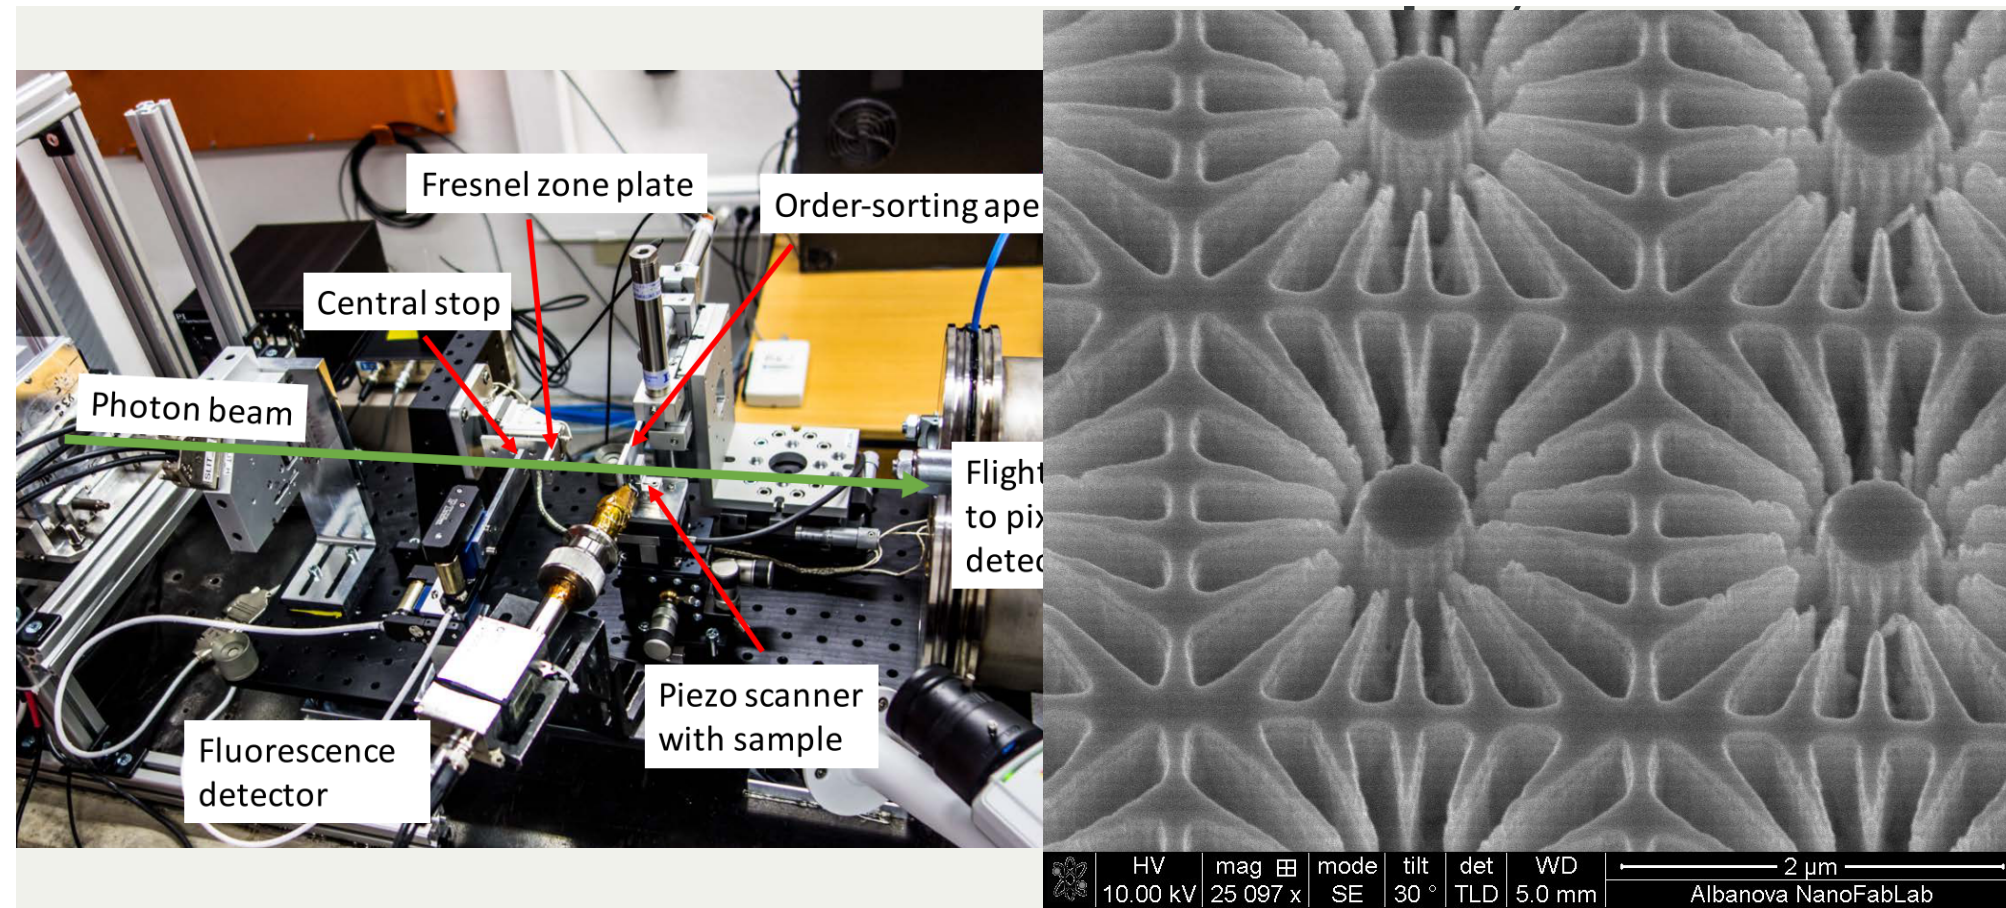 Fresnel zone plate
Order-sorting ape
Central stop
Photon beam
Flight
to pix
detec
Piezo scanner
with sample
Fluorescence
detector
HV mag mode tilt det WD 2 µm
10.00 kV 25 097 x SE 30 ° TLD 5.0 mm Albanova NanoFabLab